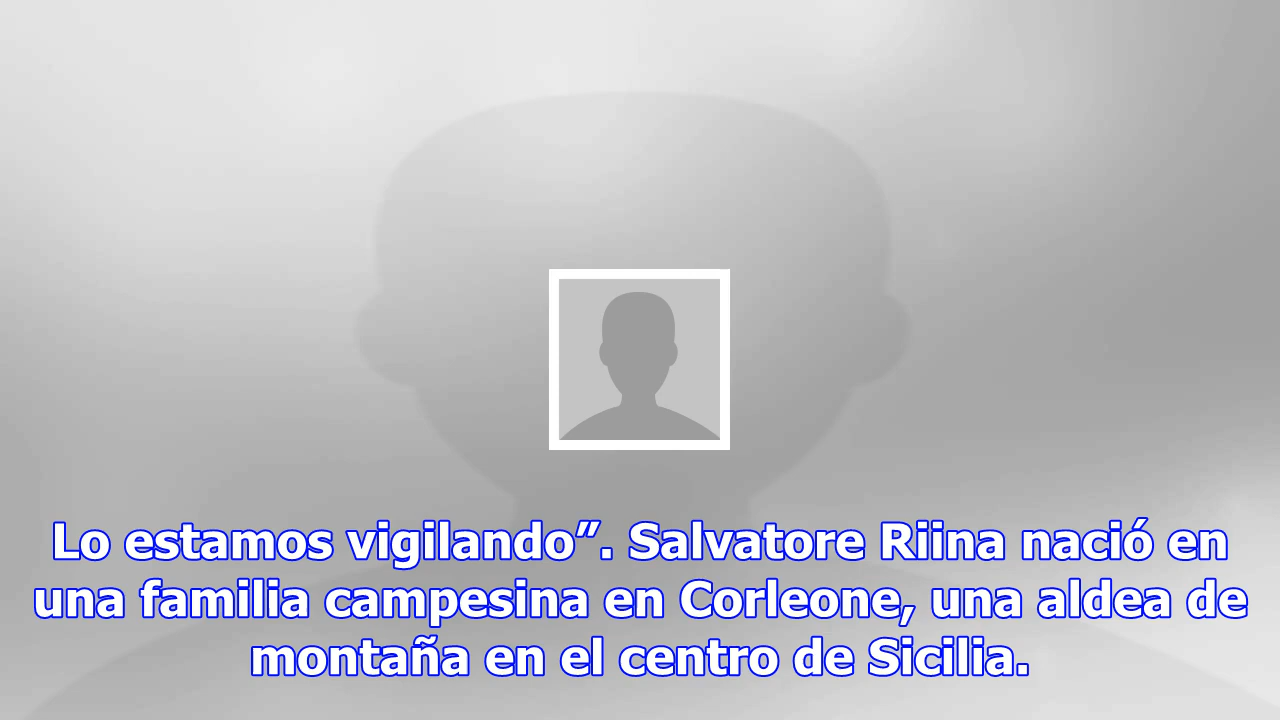 Lo estamos vigilando”. Salvatore Riina nació en
una familia campesina en Corleone, una aldea de
montaña en el centro de Sicilia.